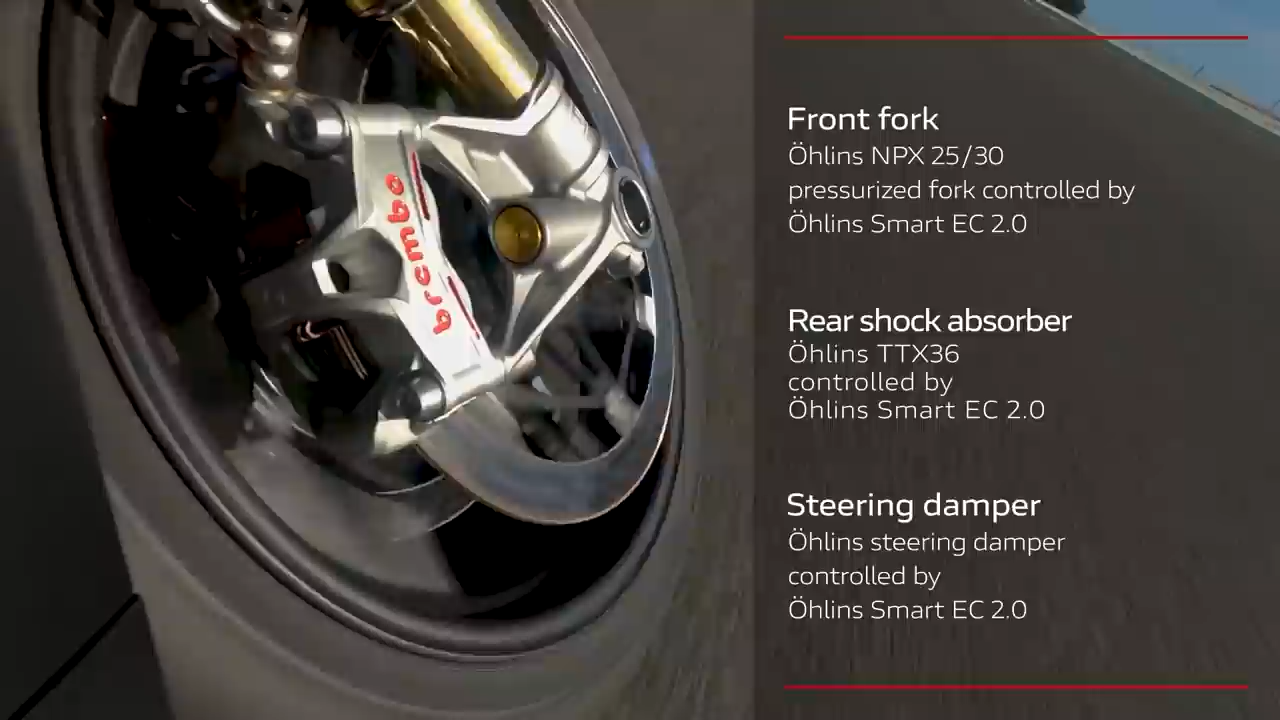 brembo
Front fork
Öhlins NPX 25/30
pressurized fork controlled by
Öhlins Smart EC 2.0
Rear shock absorber
Öhlins TTX36
controlled by
Öhlins Smart EC 2.0
Steering damper
Öhlins steering damper
controlled by
Öhlins Smart EC 2.0